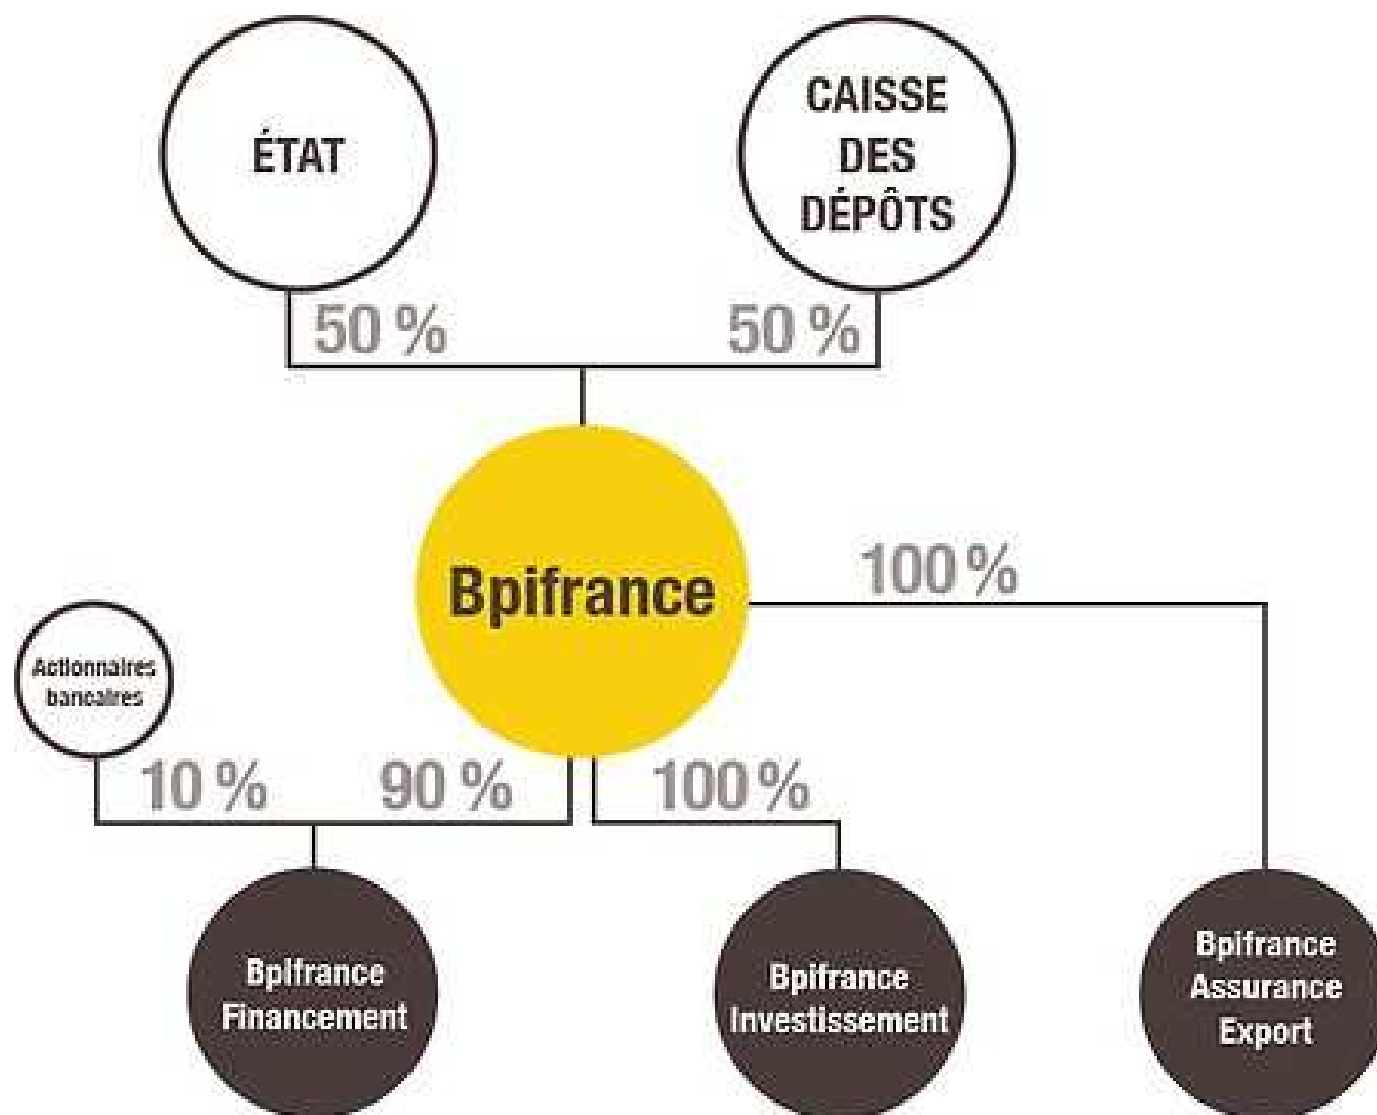 ÉTAT
CAISSE
DES
DÉPÔTS
50 %
50 %
Bpifrance
100 %
Actionnaires
bancaires
10 %
90 %
100 %
Bpifrance
Financement
Bpifrance
Investissement
Bpifrance
Assurance
Export